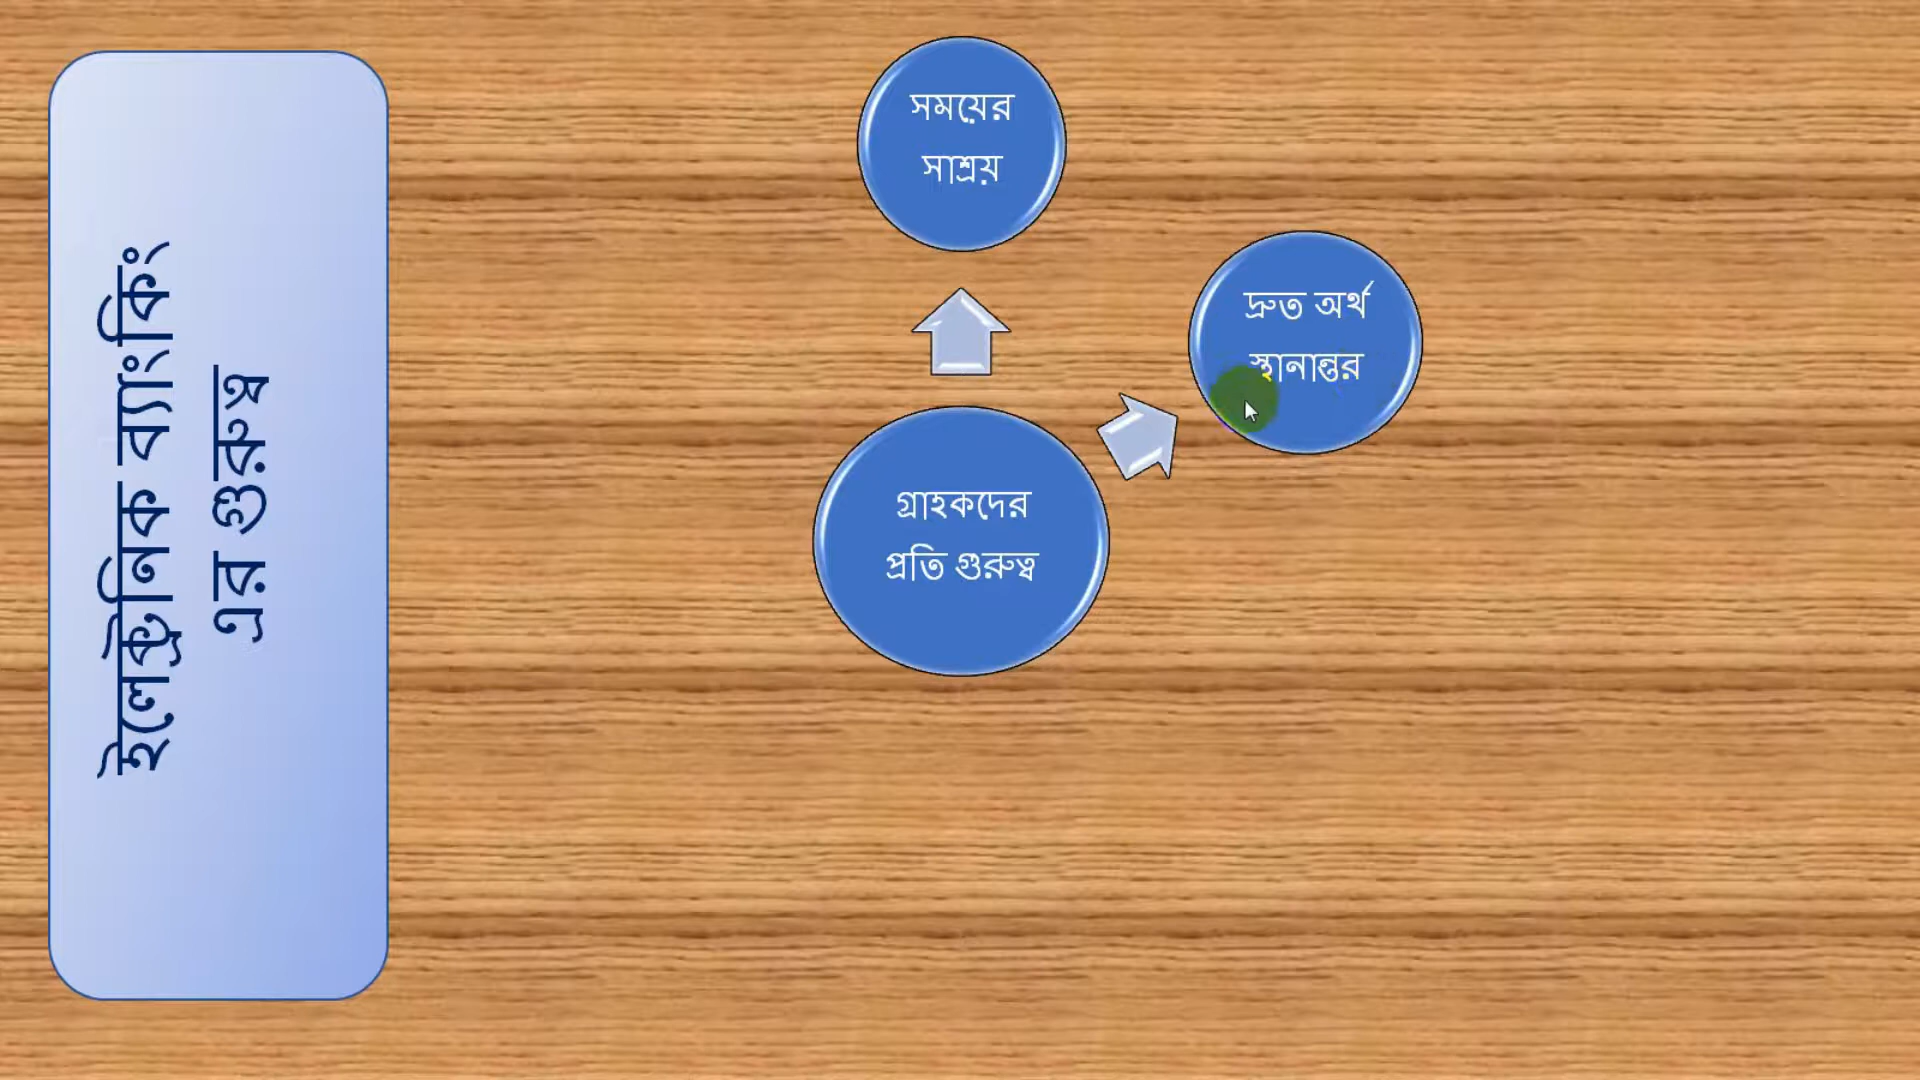 ইলেক্ট্রনিক ব্যাংকিং
এর গুরুত্ব
সময়ের
সাশ্রয়
দ্রুত অর্থ
স্থানান্তর
গ্রাহকদের
প্রতি গুরুত্ব